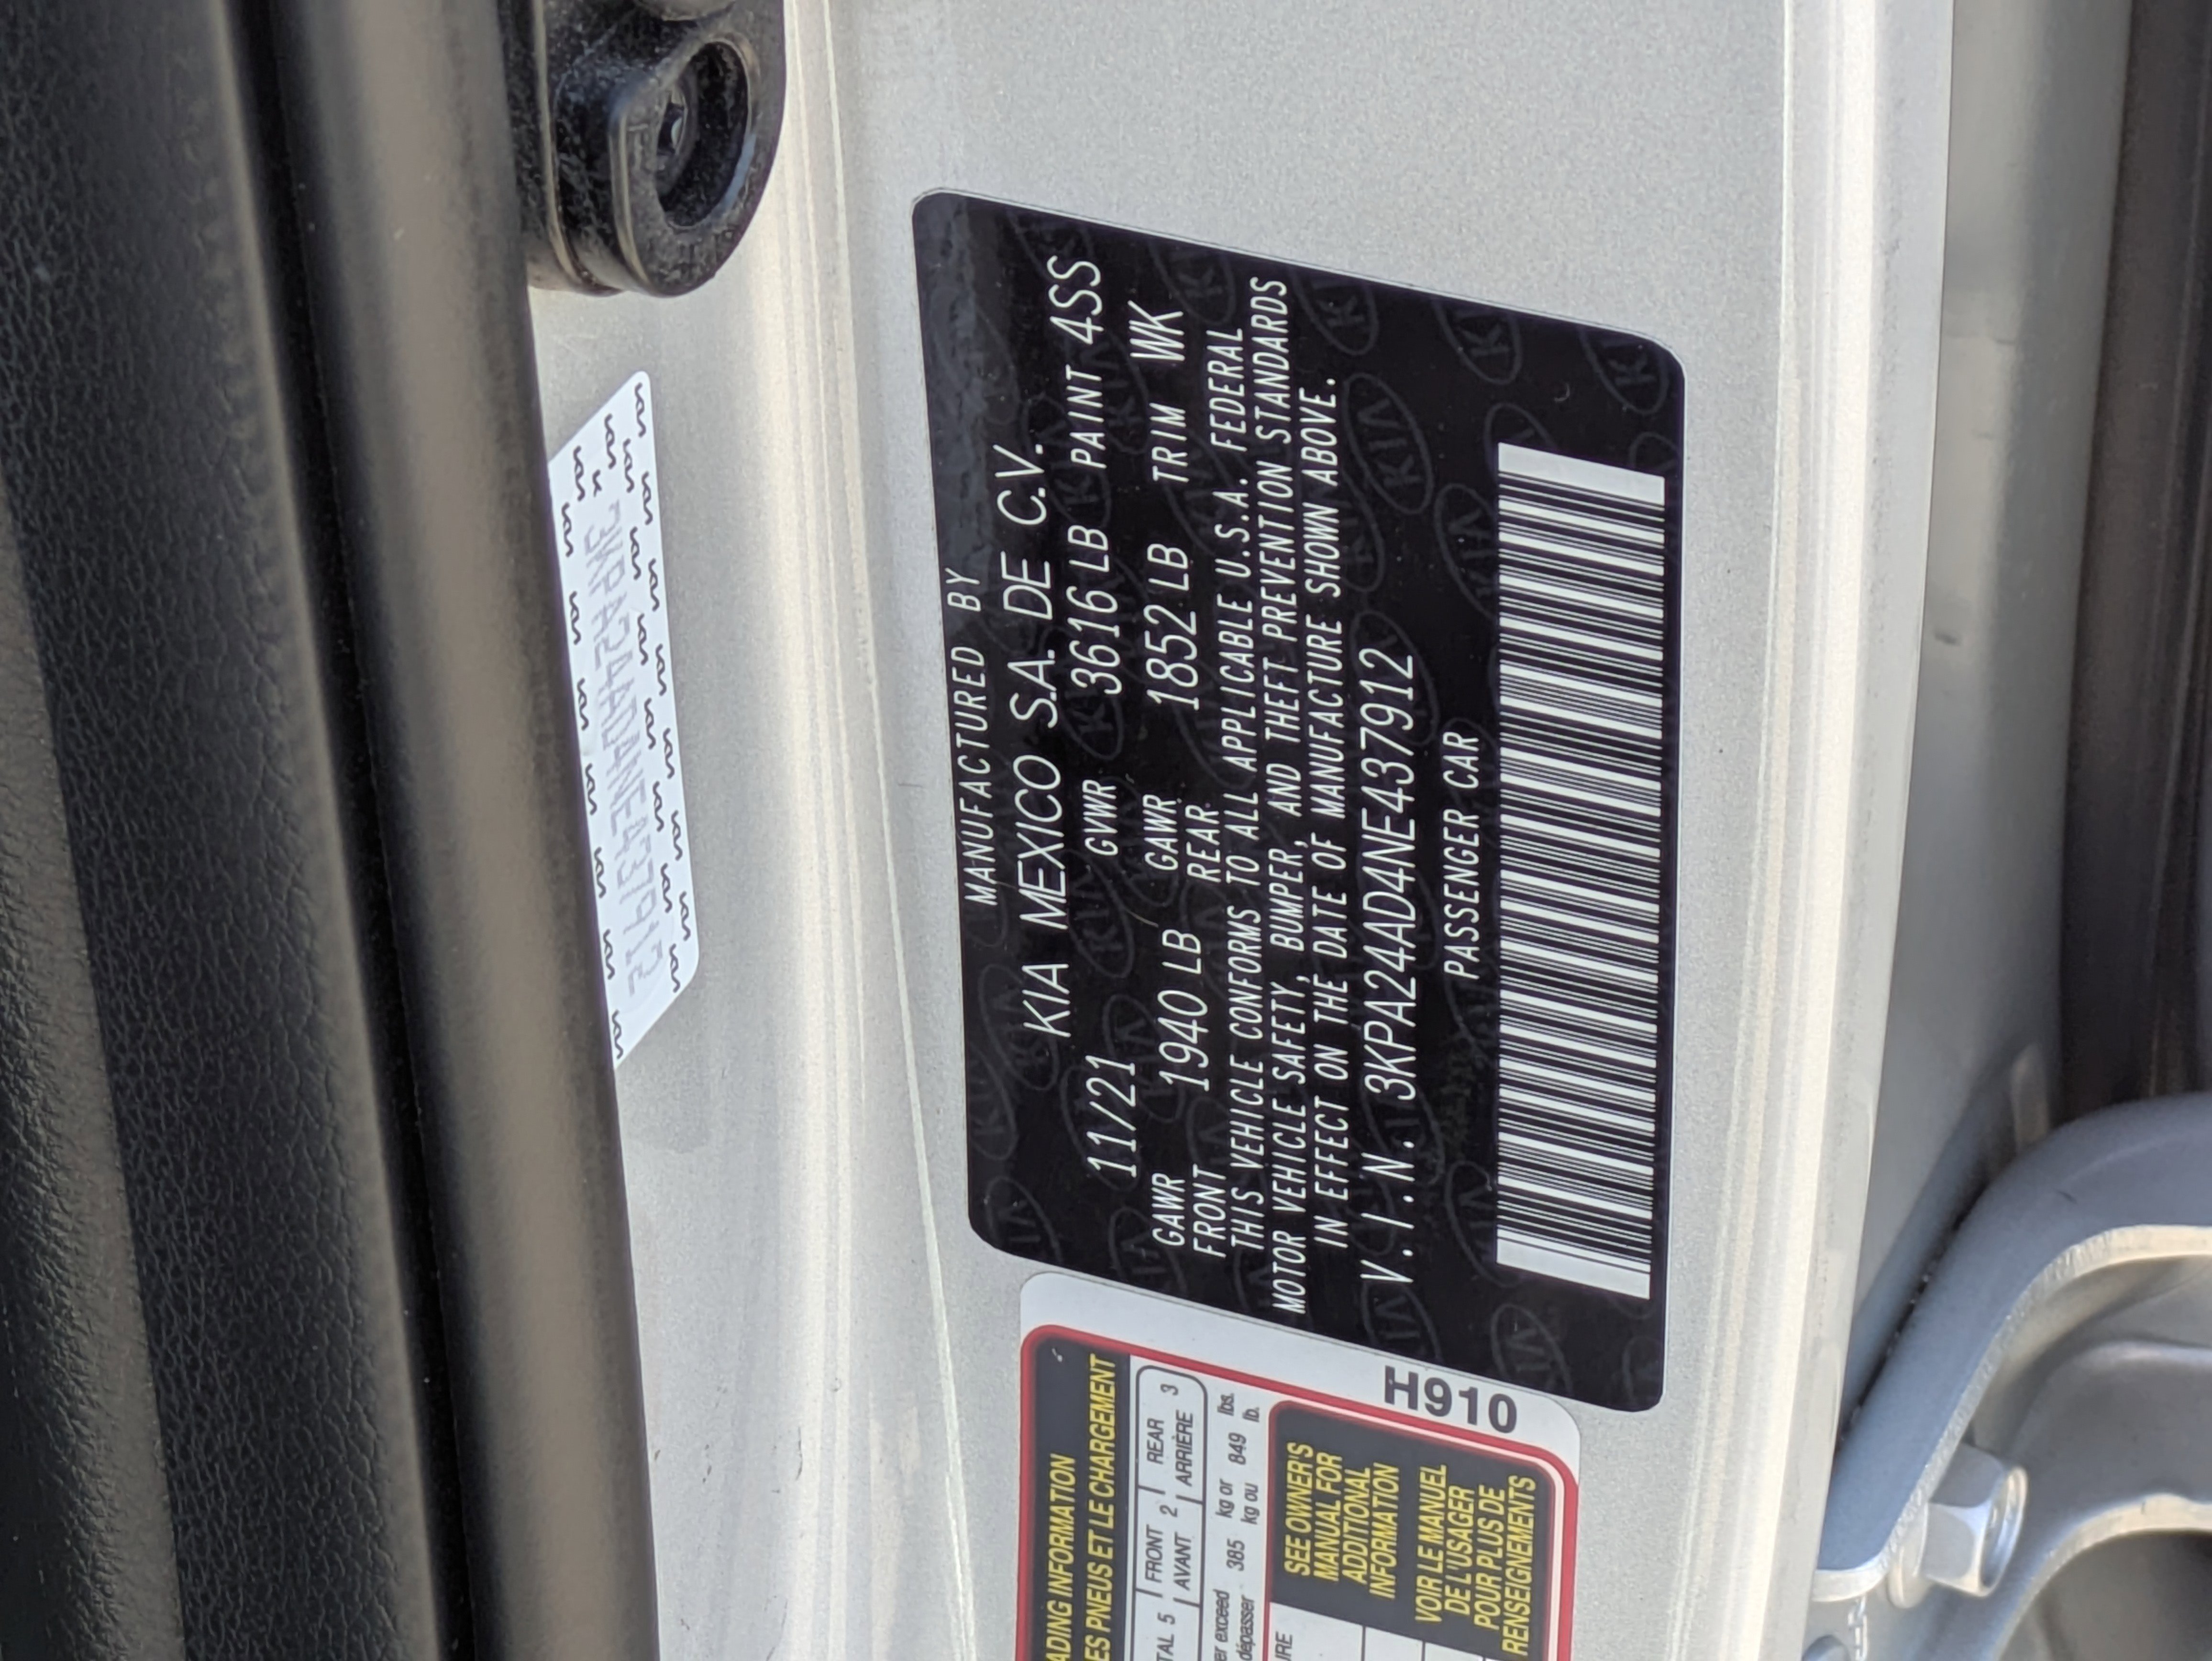 MANUFACTURED BY
KIA MEXICO S.A. DE C.V.
11/21 GVWR 3616 LB PAINT 4SS
GAWR FRONT 1940 LB GAWR REAR 1852 LB TRIM WK
THIS VEHICLE CONFORMS TO ALL APPLICABLE U.S.A. FEDERAL
MOTOR VEHICLE SAFETY, BUMPER, AND THEFT PREVENTION STANDARDS
IN EFFECT ON THE DATE OF MANUFACTURE SHOWN ABOVE.
V.I.N. 3KPA24AD4NE437912
PASSENGER CAR
3KPA24AD4NE437912
H910
ADING INFORMATION
ES PNEUS ET LE CHARGEMENT
TAL 5 FRONT 2 REAR 3
AVANT 2 ARRIÈRE 3
er exceed 385 kg or 849 lbs.
dépasser kg ou lb.
SEE OWNER'S
MANUAL FOR
ADDITIONAL
INFORMATION
VOIR LE MANUEL
DE L'USAGER
POUR PLUS DE
RENSEIGNEMENTS